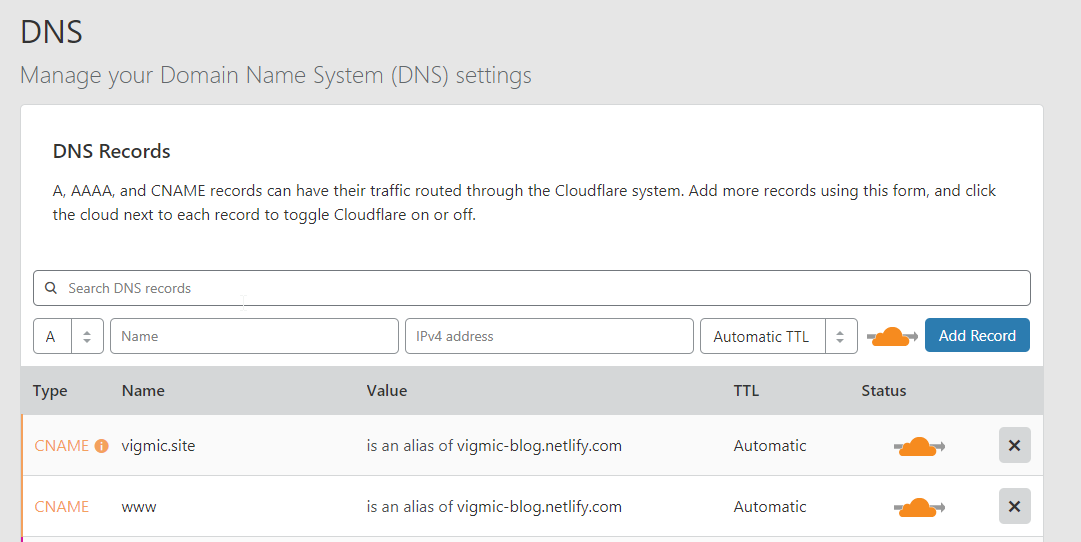 DNS
Manage your Domain Name System (DNS) settings
DNS Records
A, AAAA, and CNAME records can have their traffic routed through the Cloudflare system. Add more records using this form, and click
the cloud next to each record to toggle Cloudflare on or off.
Search DNS records
A Name IPv4 address Automatic TTL Add Record
Type Name Value TTL Status
CNAME vigmic.site is an alias of vigmic-blog.netlify.com Automatic
CNAME www is an alias of vigmic-blog.netlify.com Automatic